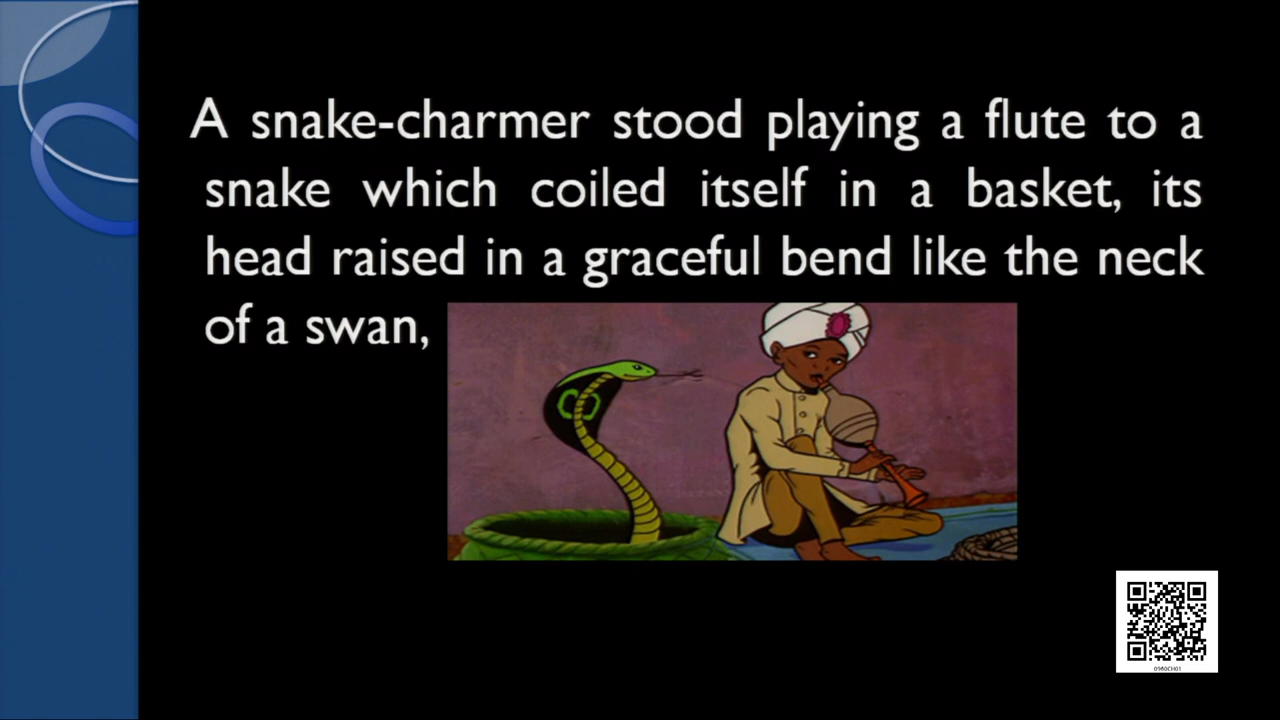 A snake-charmer stood playing a flute to a
snake which coiled itself in a basket, its
head raised in a graceful bend like the neck
of a swan,
0960CH01